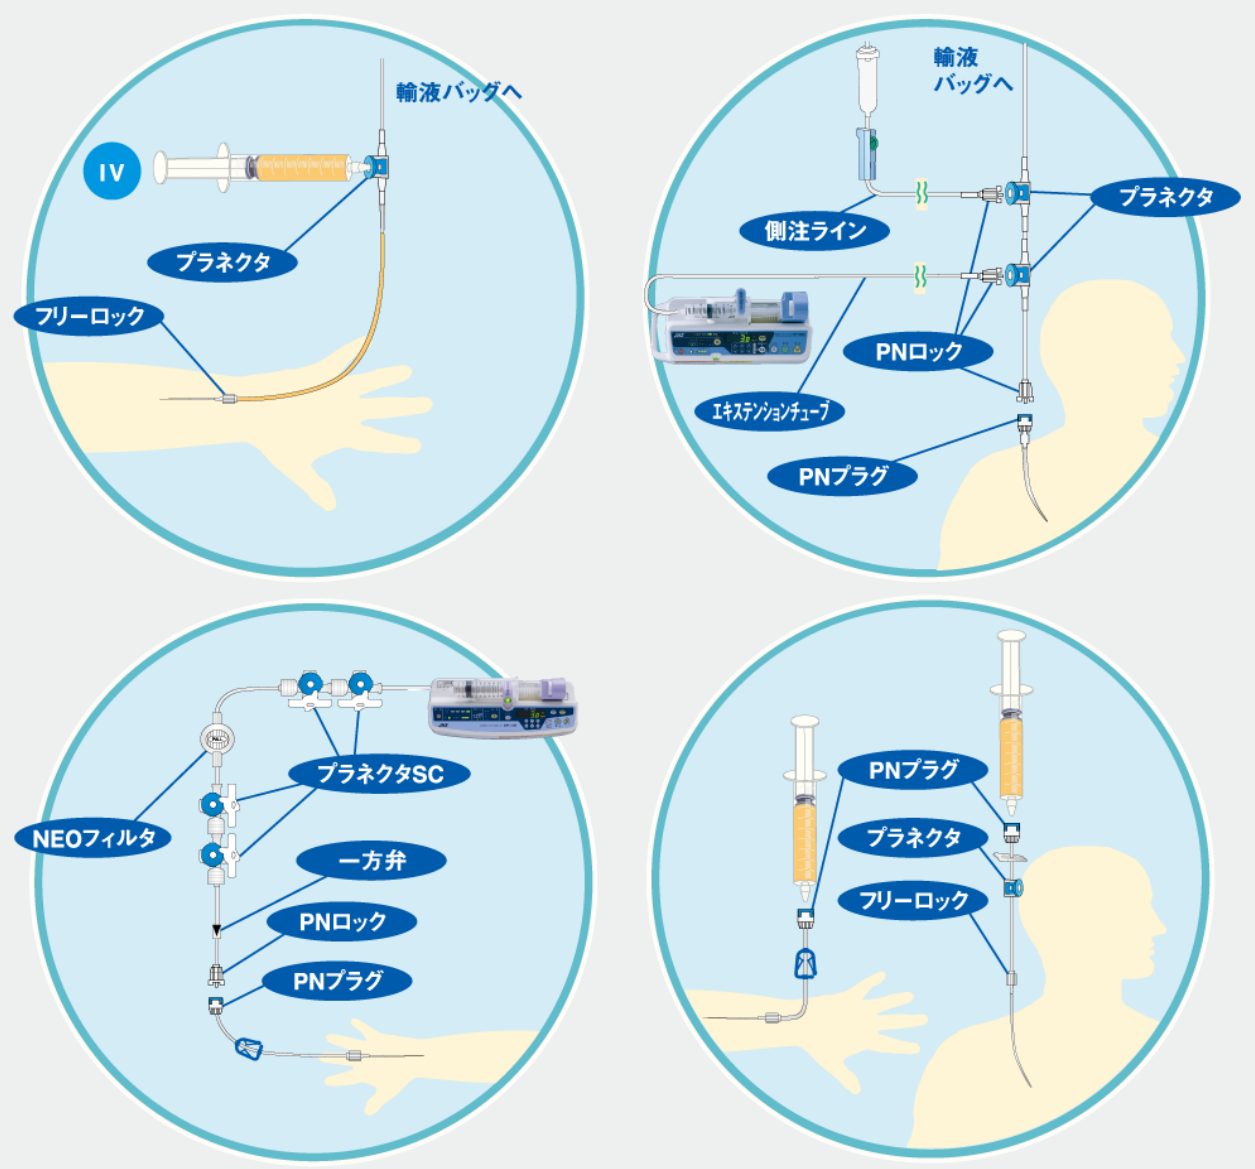 輸液バッグへ
IV
プラネクタ
フリーロック
輸液
バッグへ
プラネクタ
側注ライン
PNロック
エキステンションチューブ
PNプラグ
プラネクタSC
NEOフィルタ
一方弁
PNロック
PNプラグ
PNプラグ
プラネクタ
フリーロック